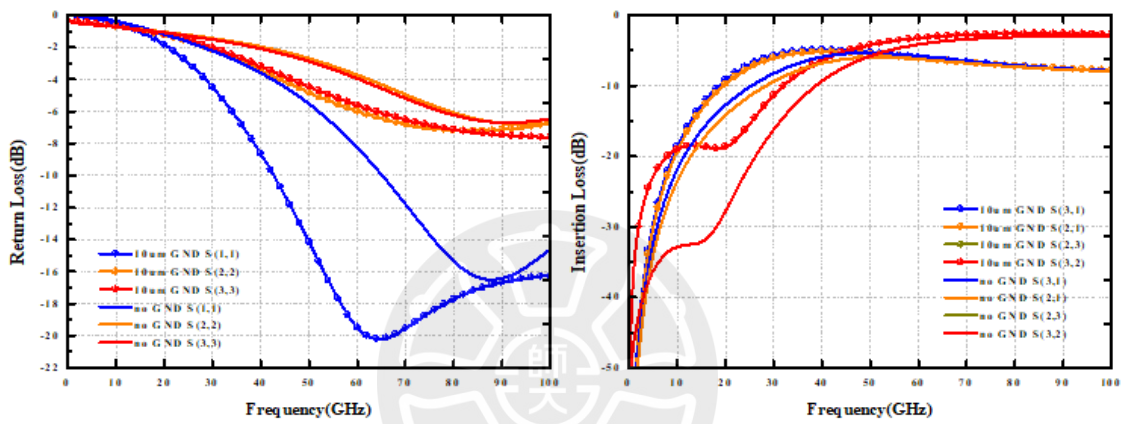 0
-2
-4
-6
-8
-10
-12
-14
-16
-18
-20
-22
Return Loss(dB)
10um GND S(1,1)
10um GND S(2,2)
10um GND S(3,3)
no GND S(1,1)
no GND S(2,2)
no GND S(3,3)
0 10 20 30 40 50 60 70 80 90 100
Frequency(GHz)
0
-10
-20
-30
-40
-50
Insertion Loss(dB)
10um GND S(3,1)
10um GND S(2,1)
10um GND S(2,3)
10um GND S(3,2)
no GND S(3,1)
no GND S(2,1)
no GND S(2,3)
no GND S(3,2)
0 10 20 30 40 50 60 70 80 90 100
Frequency(GHz)
師大